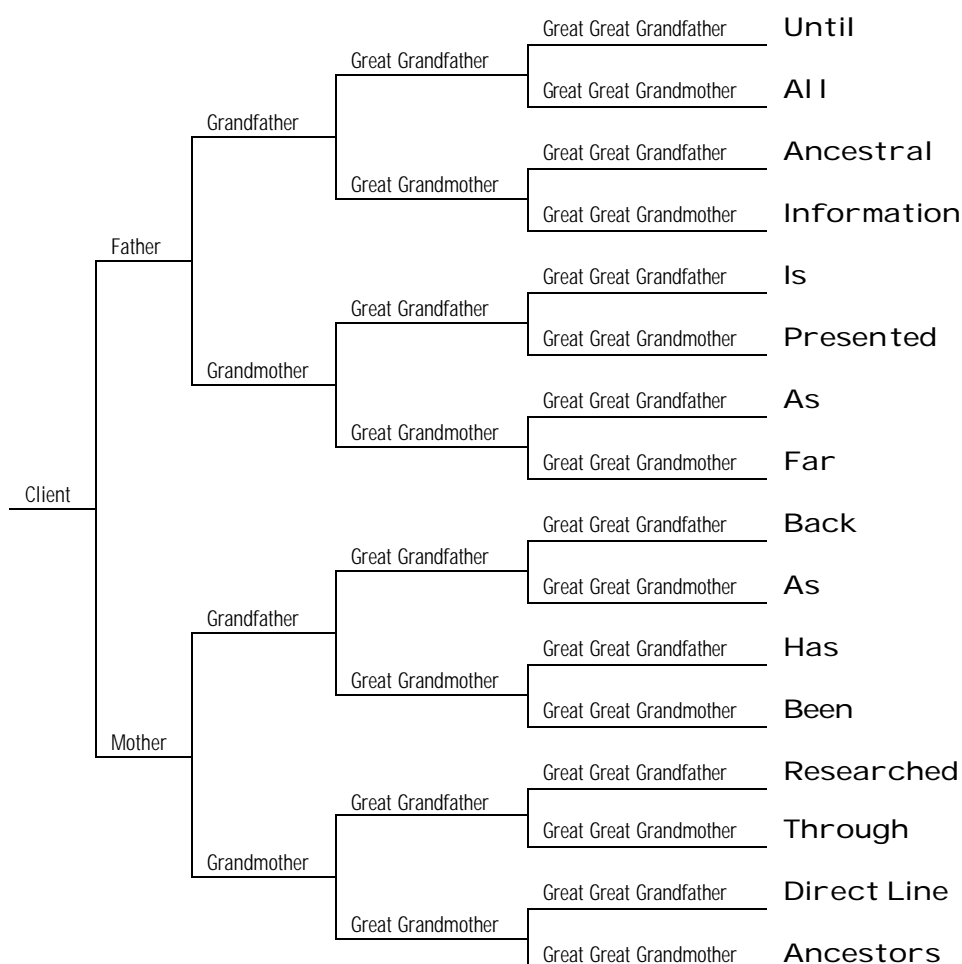 Great Great Grandfather Until
Great Grandfather
Great Great Grandmother All
Grandfather
Great Great Grandfather Ancestral
Great Grandmother
Great Great Grandmother Information
Father
Great Great Grandfather Is
Great Grandfather
Great Great Grandmother Presented
Grandmother
Great Great Grandfather As
Great Grandmother
Great Great Grandmother Far
Client
Great Great Grandfather Back
Great Grandfather
Great Great Grandmother As
Grandfather
Great Great Grandfather Has
Great Grandmother
Great Great Grandmother Been
Mother
Great Great Grandfather Researched
Great Grandfather
Great Great Grandmother Through
Grandmother
Great Great Grandfather Direct Line
Great Grandmother
Great Great Grandmother Ancestors